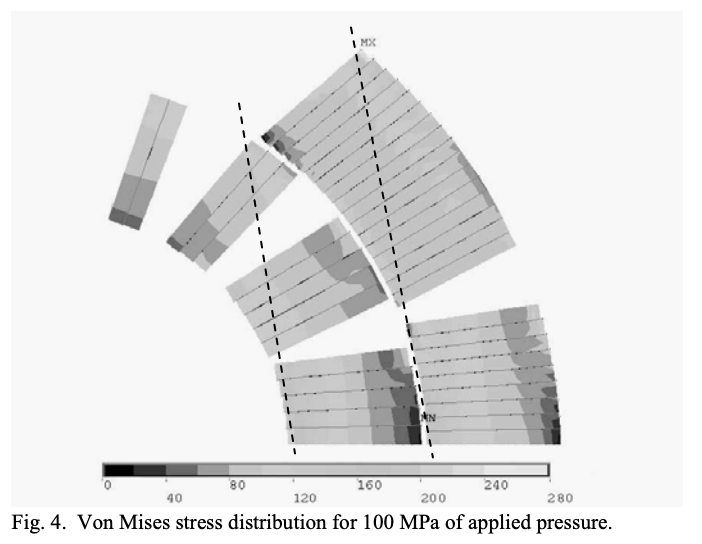 MX
MN
0 80 160 240
40 120 200 280
Fig. 4. Von Mises stress distribution for 100 MPa of applied pressure.